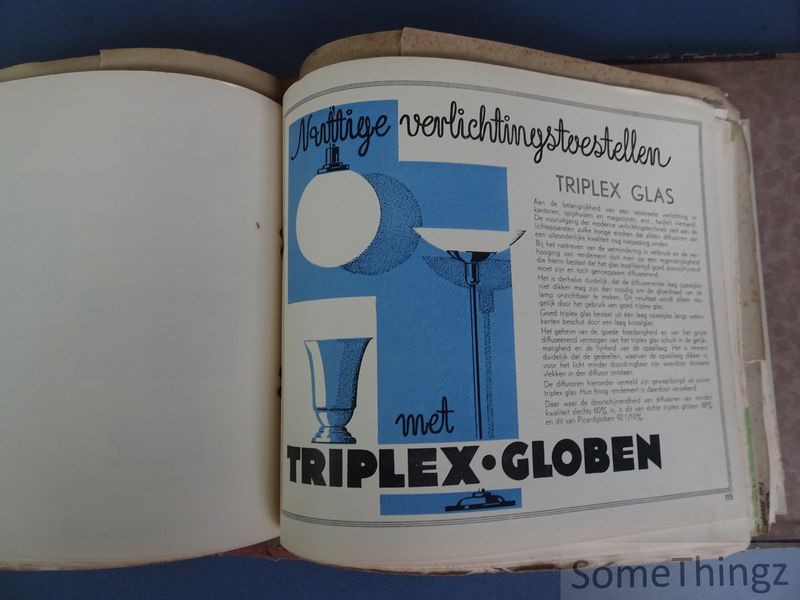 Nuttige verlichtingstoestellen
TRIPLEX GLAS
Aan de belangrijkheid van een rationeele verlichting in
kantoren, spijthuizen en magazijnen, enz., twijfelt niemand.
De vooruitgang der moderne verlichtingstechniek stelt aan de
lichtapparaten zulke hooge eischen dat alléén diffusoren van
een uitzonderlijke kwaliteit nog toepassing vinden.
Bij het nastreven van de vermindering in verbruik en de ver-
hooging van rendement stuit men op een tegenstrijdigheid
die hierin bestaat dat het glas tezelfdertijd goed doorschijnend
moet zijn en toch genoegzaam diffuseerend.
Het is derhalve duidelijk, dat de diffuseerende laag opaalglas
niet dikker mag zijn dan noodig om de gloeidraad van de
lamp onzichtbaar te maken. Dit resultaat wordt alleen mo-
gelijk door het gebruik van goed triplex glas.
Goed triplex glas bestaat uit één laag opaalglas langs weers-
kanten beschut door een laag kristalglas.
Het geheim van de goede hoedanigheid en van het groot
diffuseerend vermogen van het triplex glas schuilt in de gelijk-
matigheid en de fijnheid van de opaallaag. Het is immers
duidelijk dat de gedeelten, waarvan de opaallaag dikker is,
voor het licht minder doordringbaar zijn waardoor donkere
vlekken in den diffusor ontstaan.
De diffusoren hieronder vermeld zijn gewaarborgd uit zuiver
triplex glas. Hun hoog rendement is daardoor verzekerd.
Daar waar de doorschijnendheid van diffusoren van minder
kwaliteit slechts 60% is, is dit van échte triplex globen 88%
en dit van Picardgloben 92.1/10%.
met
TRIPLEX·GLOBEN
115
SomeThingz